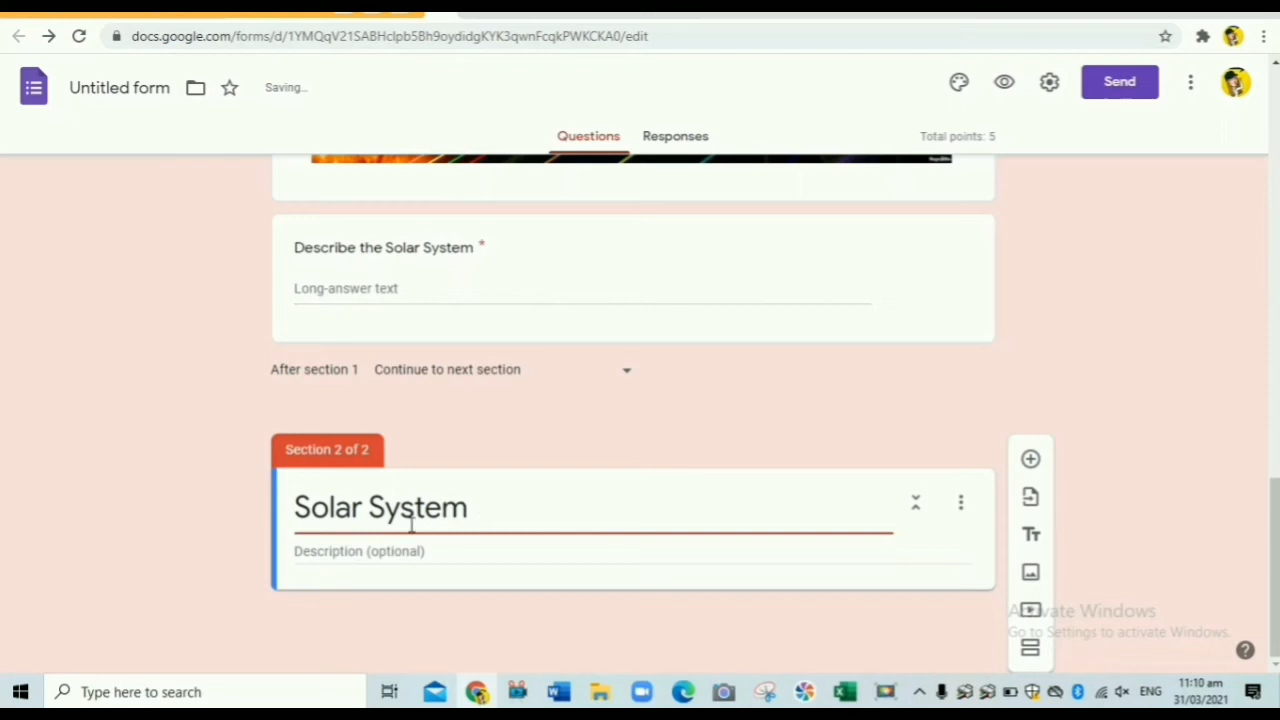 docs.google.com/forms/d/1YMQqV21SABHclpb5Bh9oydidgKYK3qwnFcqkPWKCKA0/edit
Untitled form
Saving...
Send
Questions
Responses
Total points: 5
Describe the Solar System *
Long-answer text
After section 1 Continue to next section
Section 2 of 2
Solar System
Description (optional)
Tт
Activate Windows
Go to Settings to activate Windows.
Type here to search
ENG
11:10 am
31/03/2021